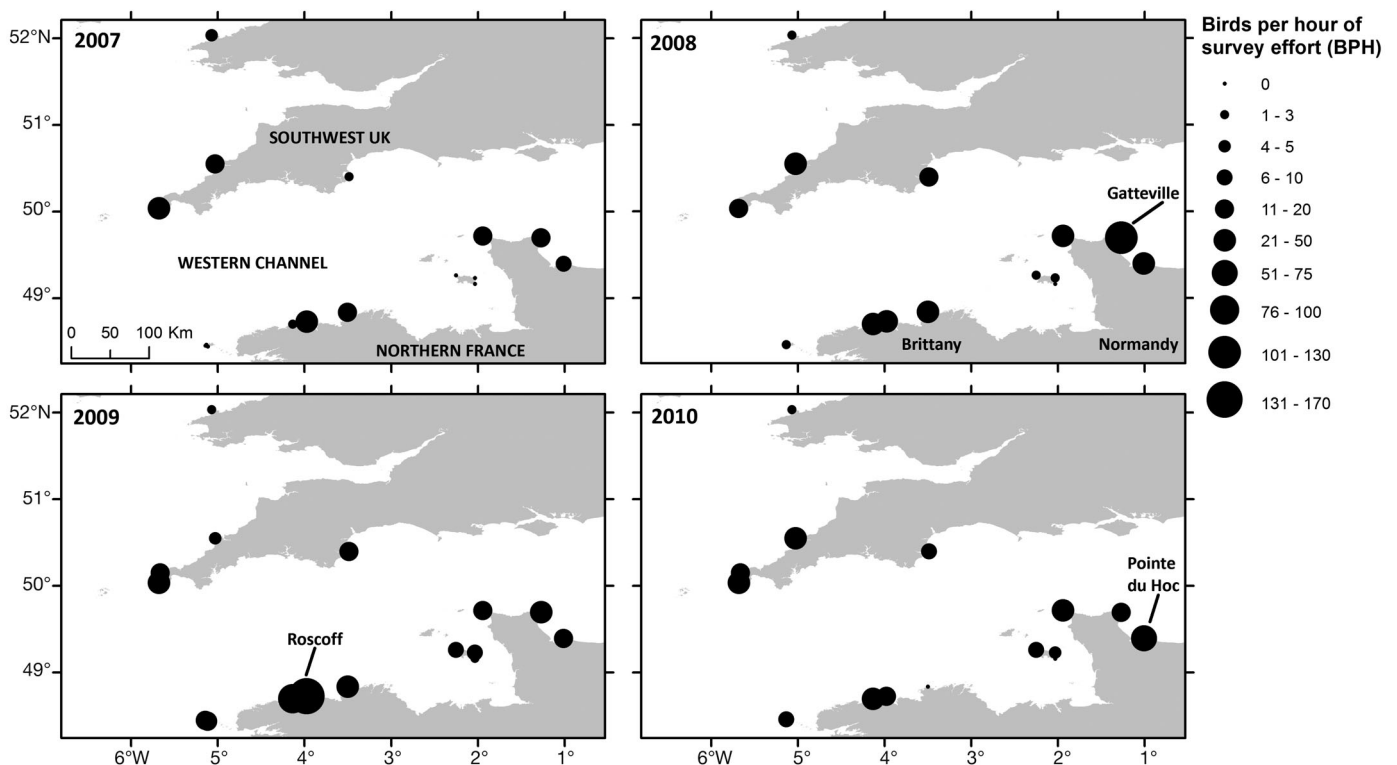 52°N
2007
51°
SOUTHWEST UK
50°
WESTERN CHANNEL
49°
0 50 100 Km
NORTHERN FRANCE
2008
Gatteville
Brittany
Normandy
Birds per hour of
survey effort (BPH)
0
1 - 3
4 - 5
6 - 10
11 - 20
21 - 50
51 - 75
76 - 100
101 - 130
131 - 170
52°N
2009
51°
50°
Roscoff
49°
6°W 5° 4° 3° 2° 1°
2010
Pointe
du Hoc
6°W 5° 4° 3° 2° 1°